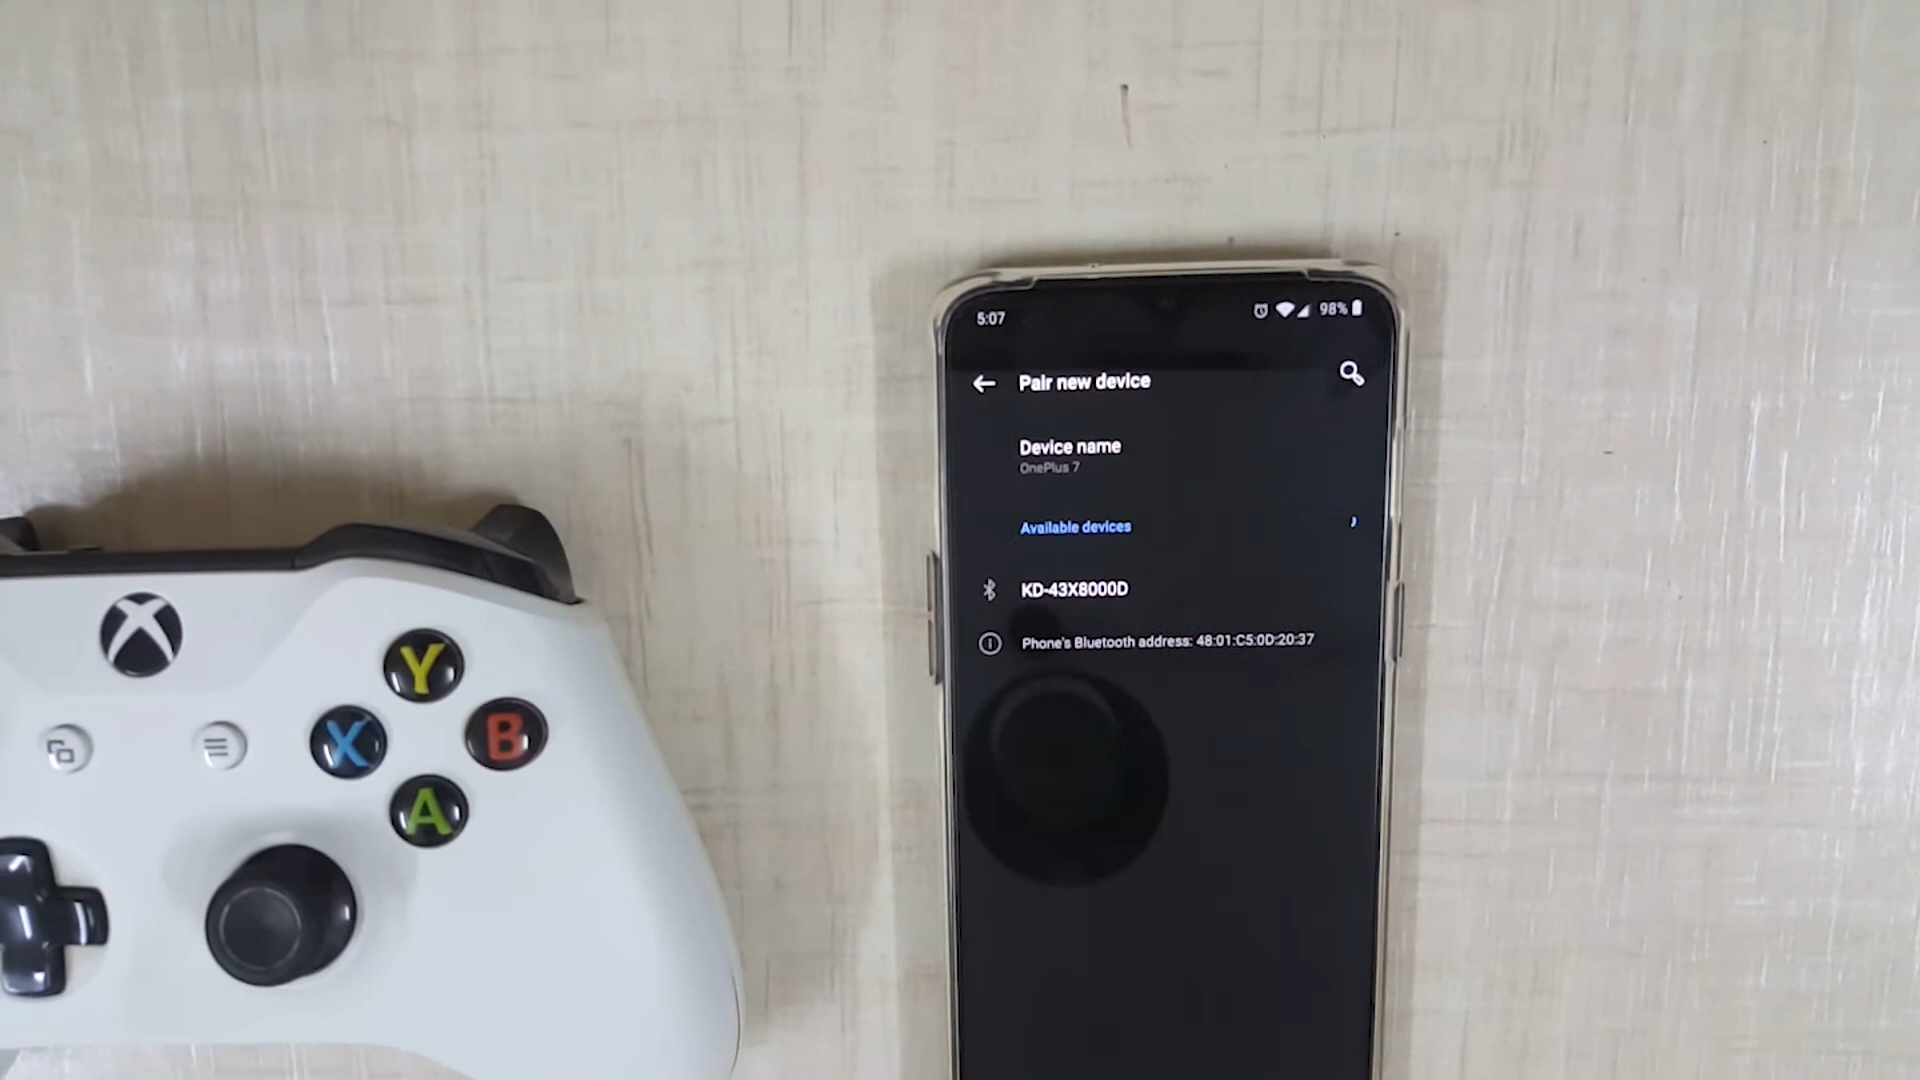 5:07
98%
Pair new device
Device name
OnePlus 7
Available devices
KD-43X8000D
Phone's Bluetooth address: 48:01:C5:0D:20:37
Y
X
B
A